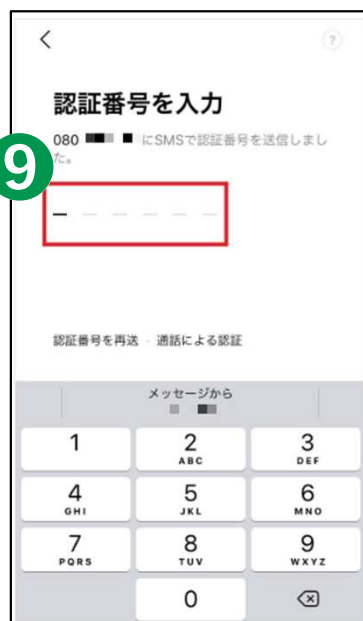 ?
認証番号を入力
080 にSMSで認証番号を送信しまし
た。
9
認証番号を再送 · 通話による認証
メッセージから
1 2 3
ABC DEF
4 5 6
GHI JKL MNO
7 8 9
PQRS TUV WXYZ
0